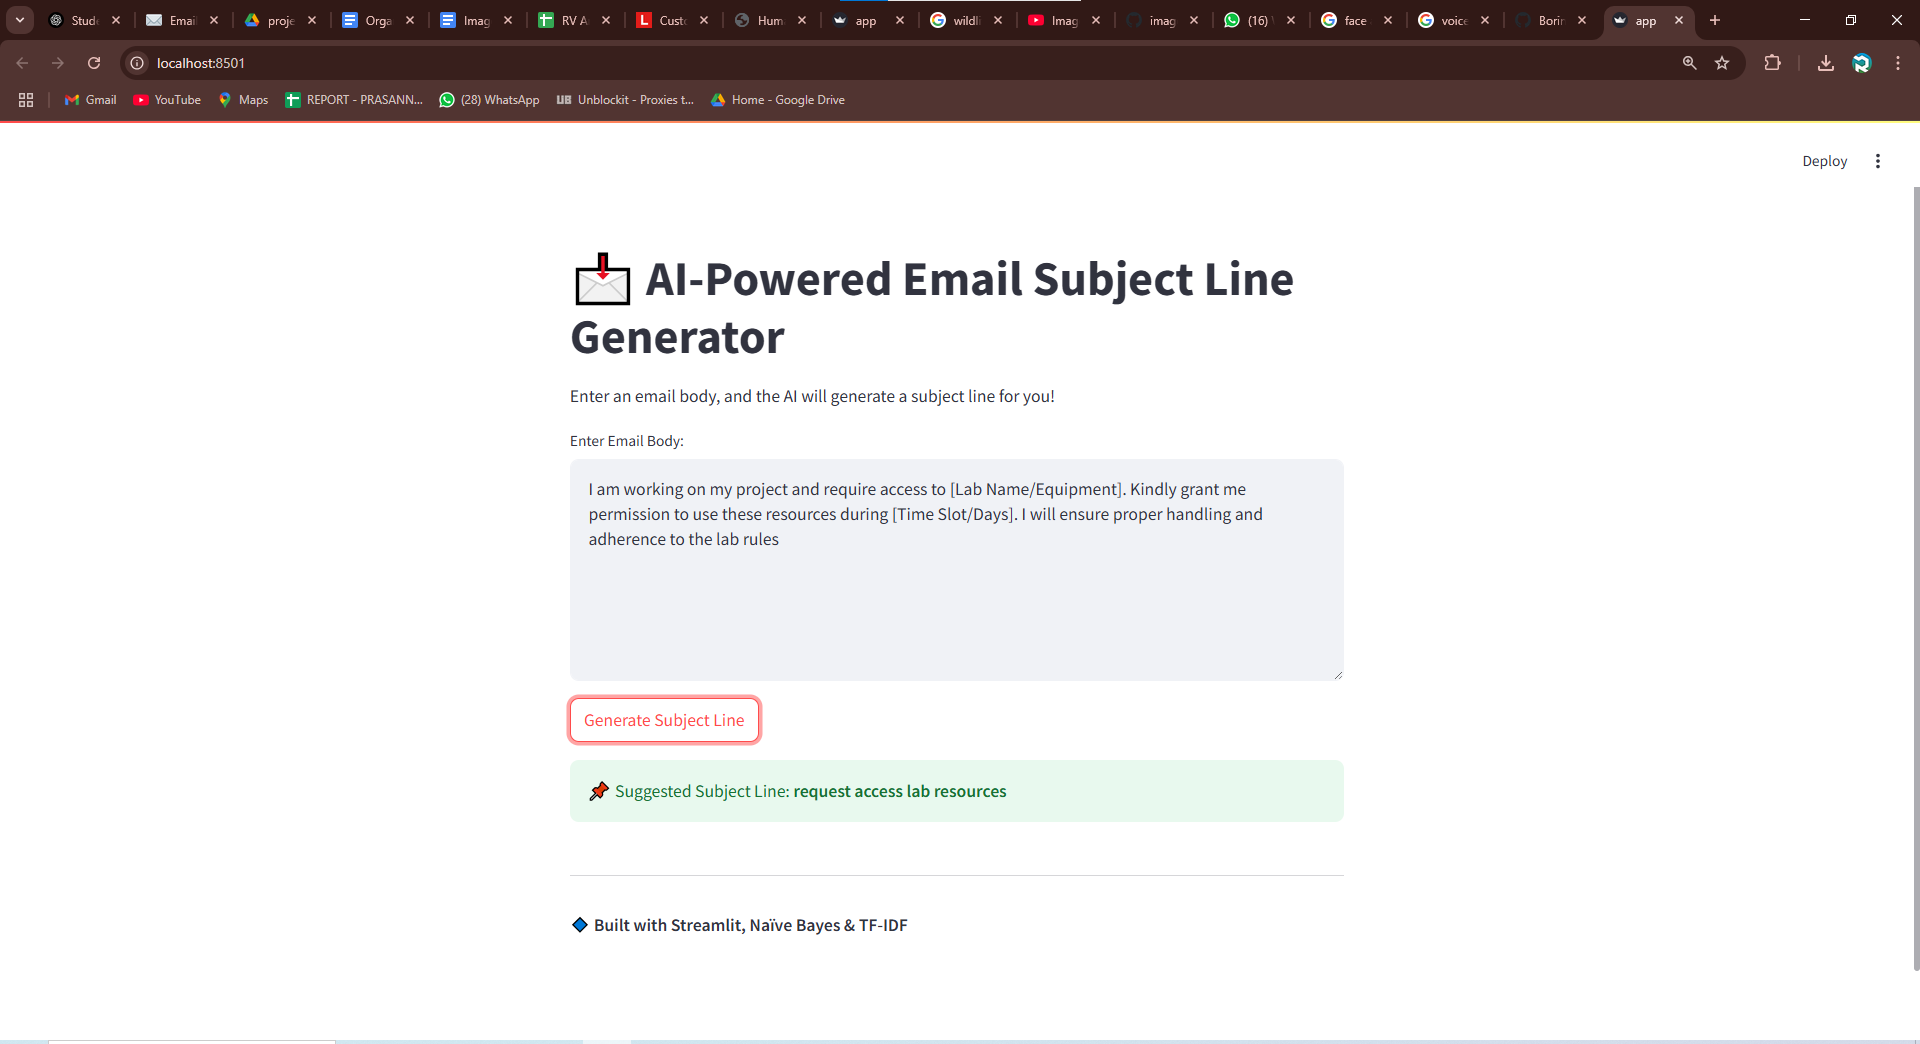 Stude
Email
proje
Orga
Imag
RV A
Custo
Hum
app
wildli
Imag
imag
(16)
face
voice
Borin
app
localhost:8501
Gmail
YouTube
Maps
REPORT - PRASANN...
(28) WhatsApp
UB Unblockit - Proxies t...
Home - Google Drive
Deploy
AI-Powered Email Subject Line
Generator
Enter an email body, and the AI will generate a subject line for you!
Enter Email Body:
I am working on my project and require access to [Lab Name/Equipment]. Kindly grant me
permission to use these resources during [Time Slot/Days]. I will ensure proper handling and
adherence to the lab rules
Generate Subject Line
Suggested Subject Line: request access lab resources
Built with Streamlit, Naïve Bayes & TF-IDF